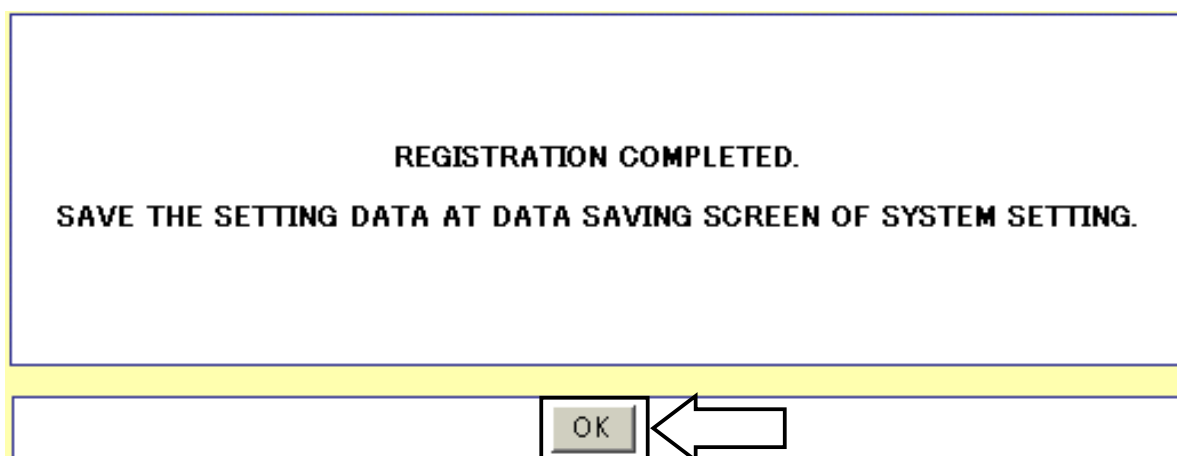 REGISTRATION COMPLETED.
SAVE THE SETTING DATA AT DATA SAVING SCREEN OF SYSTEM SETTING.
OK